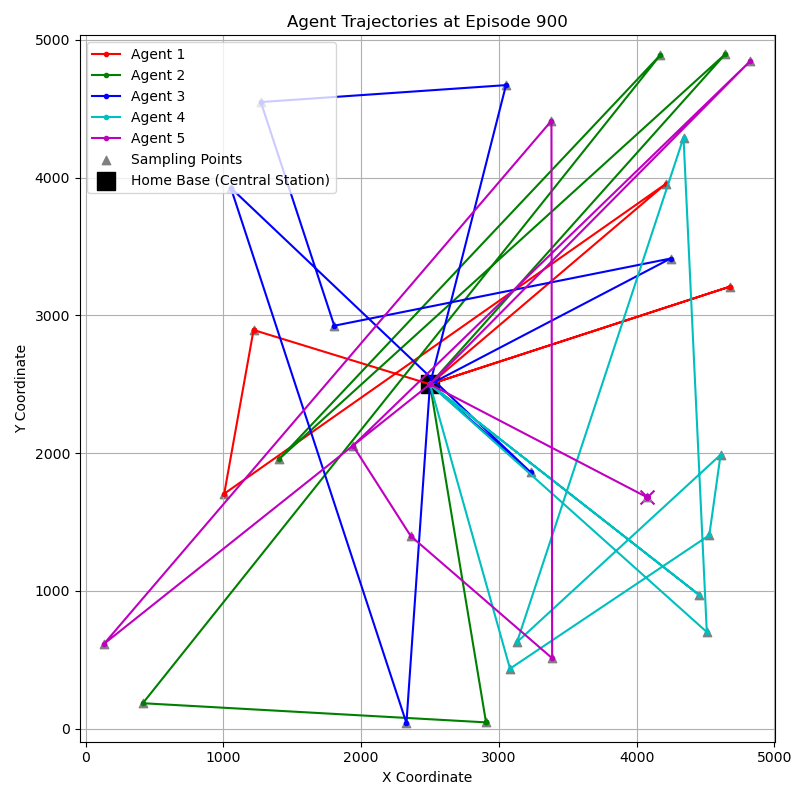 Agent Trajectories at Episode 900
Agent 1
Agent 2
Agent 3
Agent 4
Agent 5
Sampling Points
Home Base (Central Station)
Y Coordinate
5000
4000
3000
2000
1000
0
0 1000 2000 3000 4000 5000
X Coordinate